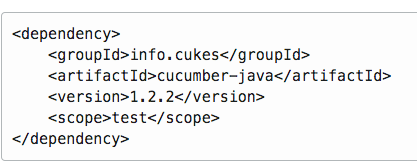 <dependency>
    <groupId>info.cukes</groupId>
    <artifactId>cucumber-java</artifactId>
    <version>1.2.2</version>
    <scope>test</scope>
</dependency>